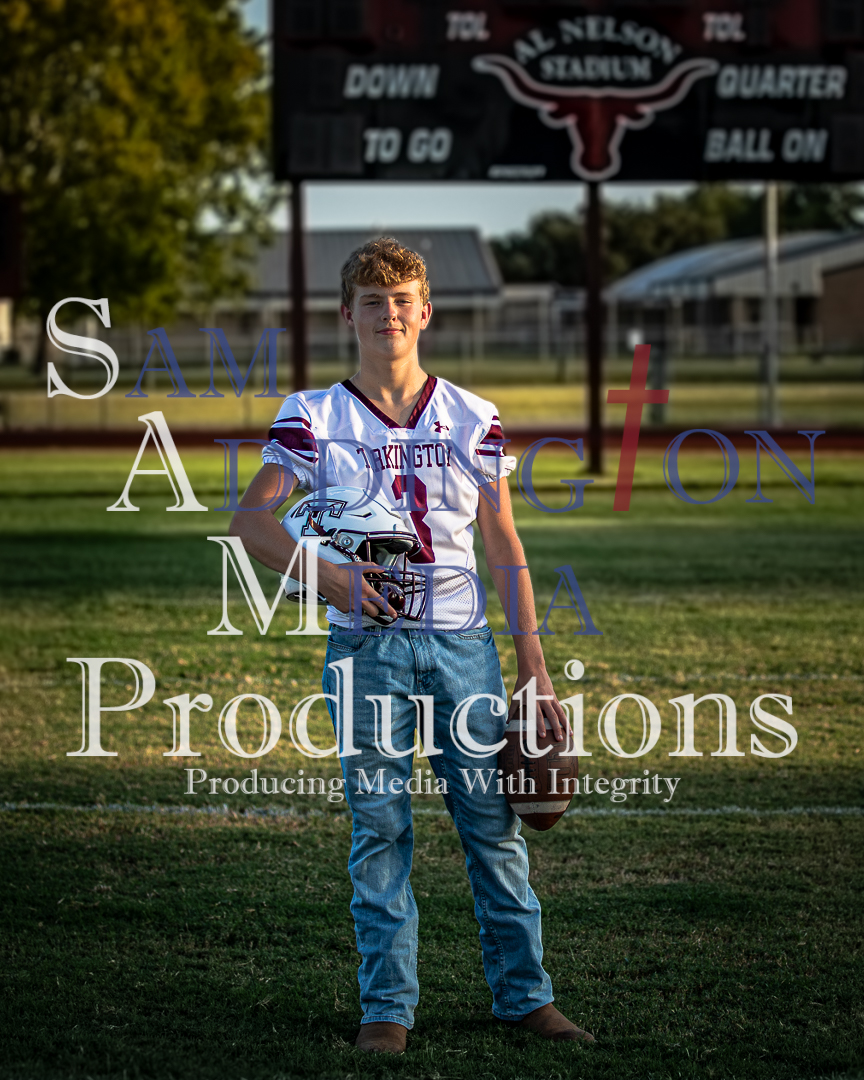 TOL TOL
AL NELSON
STADIUM
DOWN QUARTER
TO GO BALL ON
SAM
ADDINGTON
TARKINGTON
3
T
MEDIA
Productions
Producing Media With Integrity